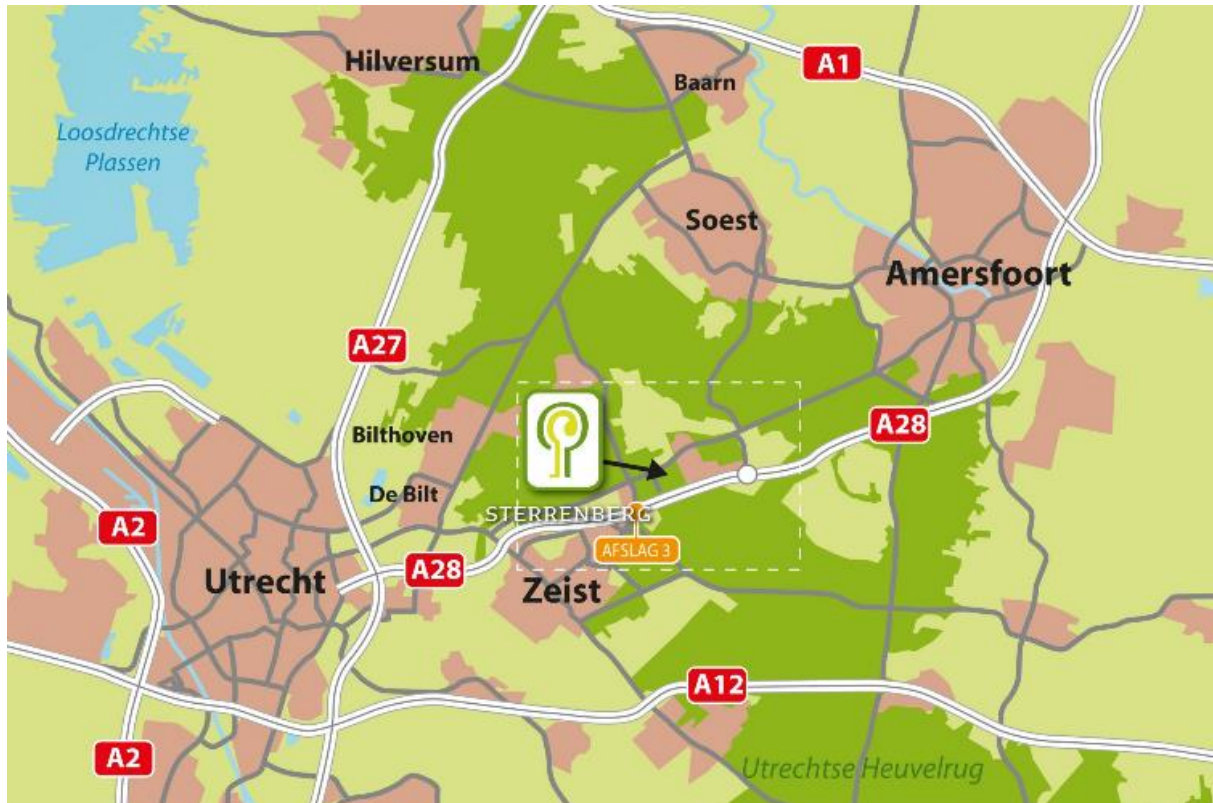 Hilversum
Baarn
A1
Loosdrechtse
Plassen
Soest
Amersfoort
A27
A28
Bilthoven
De Bilt
STERRENBERG
A2
AFSLAG 3
A28
Utrecht
Zeist
A12
A2
Utrechtse Heuvelrug